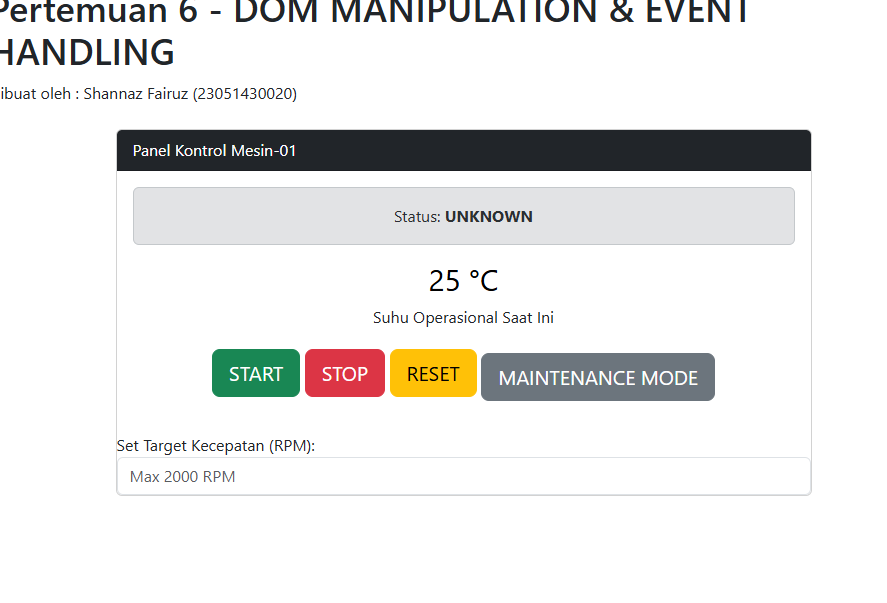 Pertemuan 6 - DOM MANIPULATION & EVENT
HANDLING
ibuat oleh : Shannaz Fairuz (23051430020)
Panel Kontrol Mesin-01
Status: UNKNOWN
25 °C
Suhu Operasional Saat Ini
START STOP RESET MAINTENANCE MODE
Set Target Kecepatan (RPM):
Max 2000 RPM